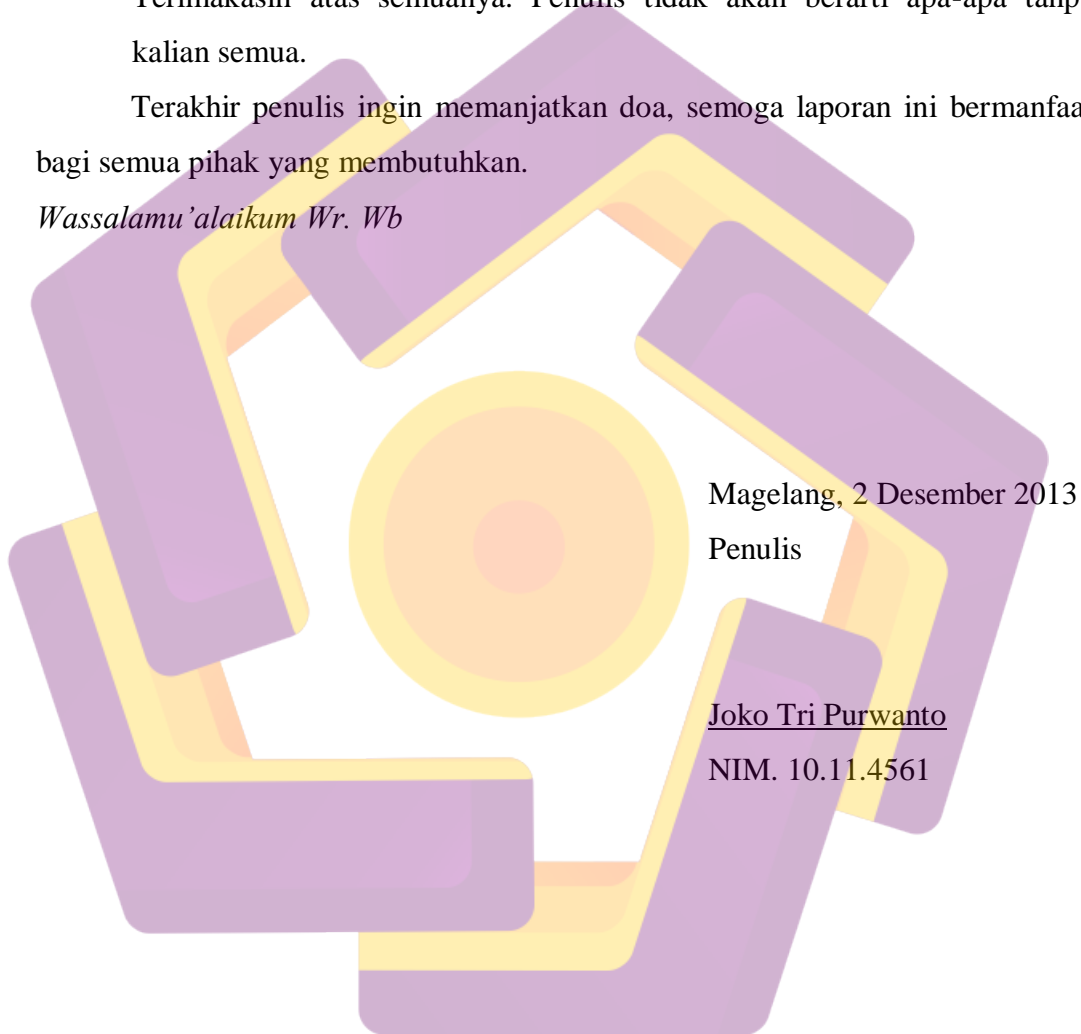 Terimakasih atas semuanya. Penulis tidak akan berarti apa-apa tanp
kalian semua.
Terakhir penulis ingin memanjatkan doa, semoga laporan ini bermanfaa
bagi semua pihak yang membutuhkan.
Wassalamu’alaikum Wr. Wb
Magelang, 2 Desember 2013
Penulis
Joko Tri Purwanto
NIM. 10.11.4561